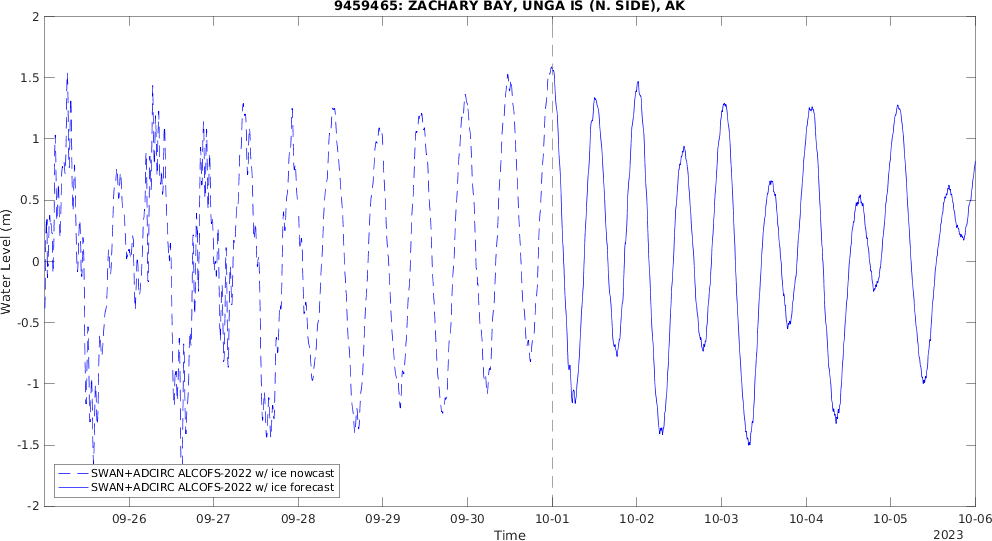 9459465: ZACHARY BAY, UNGA IS (N. SIDE), AK
Water Level (m)
2
1.5
1
0.5
0
-0.5
-1
-1.5
-2
SWAN+ADCIRC ALCOFS-2022 w/ ice nowcast
SWAN+ADCIRC ALCOFS-2022 w/ ice forecast
09-26 09-27 09-28 09-29 09-30 10-01 10-02 10-03 10-04 10-05 10-06
Time
2023